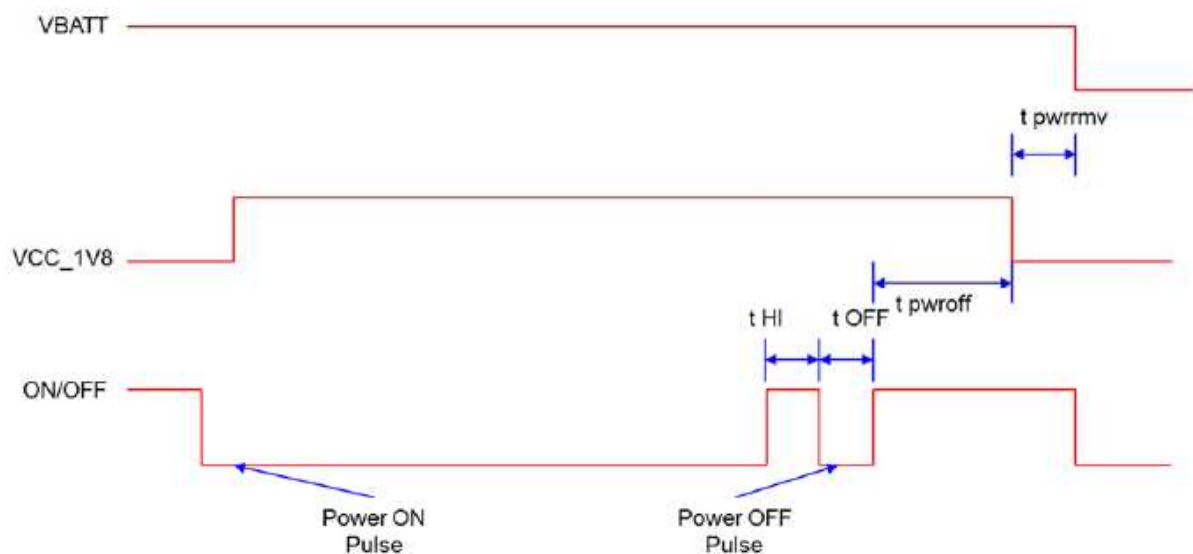 VBATT
t pwrrmv
VCC_1V8
t pwroff
t HI
t OFF
ON/OFF
Power ON
Pulse
Power OFF
Pulse